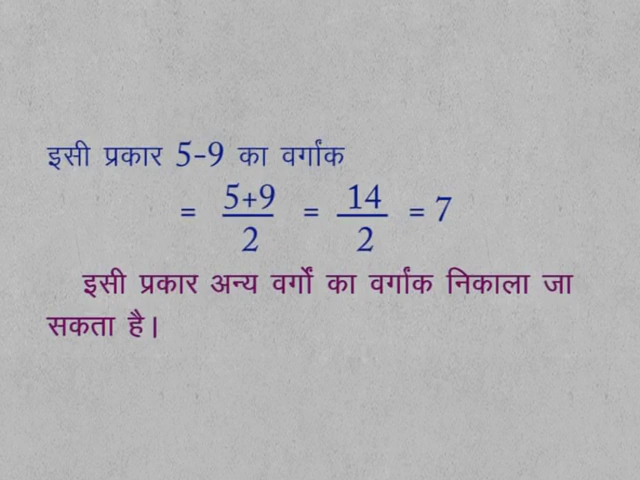 इसी प्रकार 5-9 का वर्गांक
= 5+9/2 = 14/2 = 7
इसी प्रकार अन्य वर्गों का वर्गांक निकाला जा
सकता है।